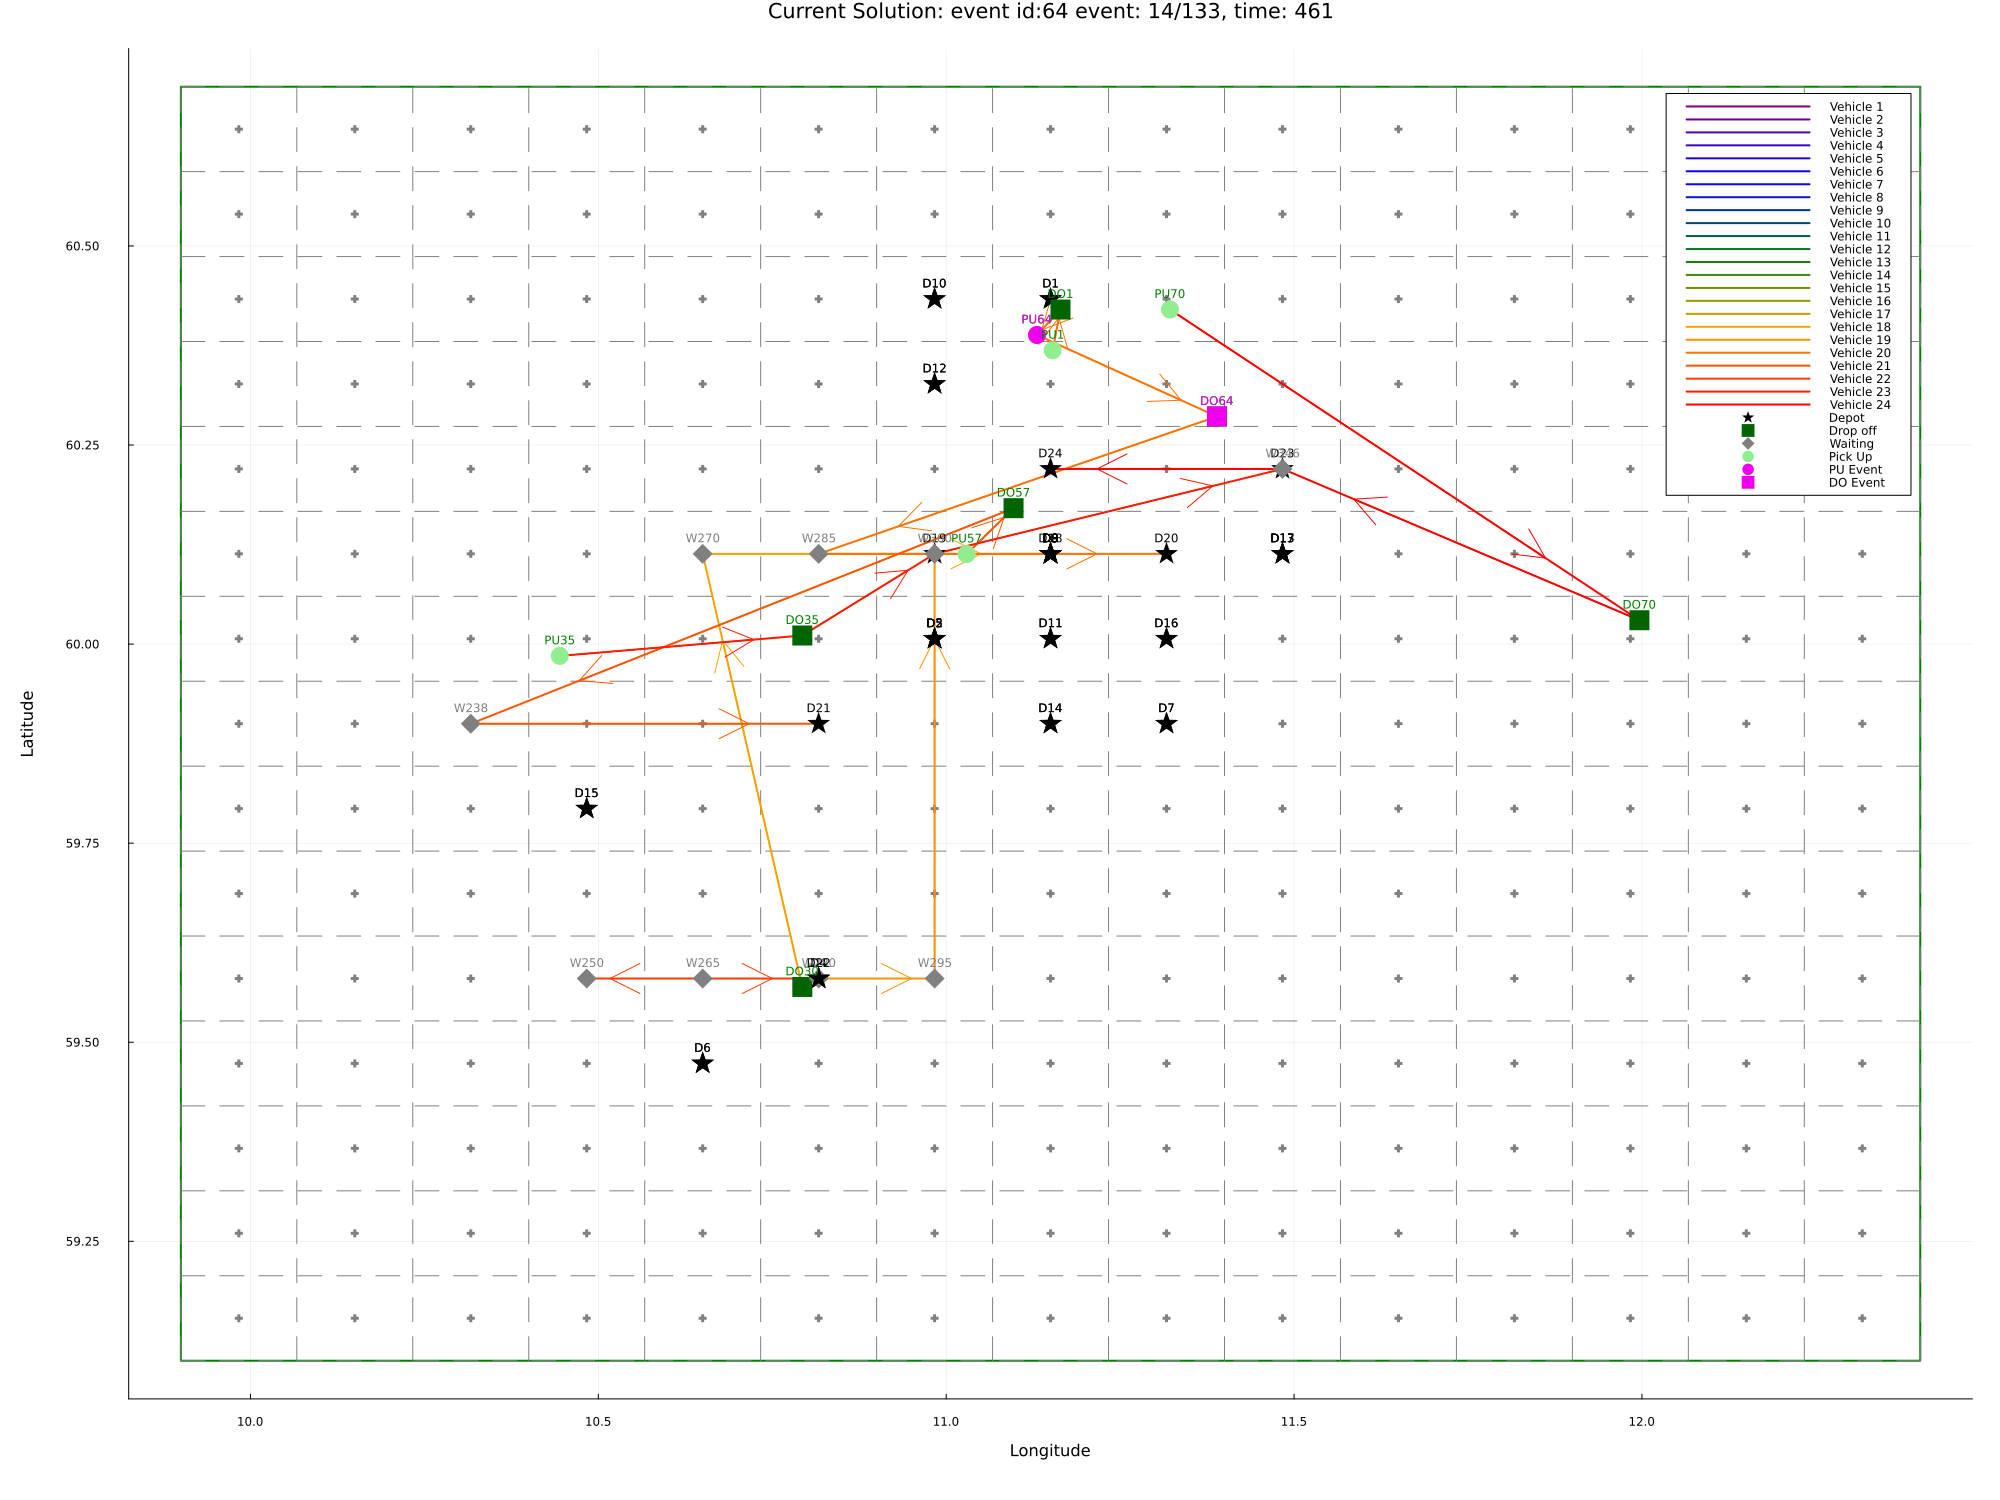 Current Solution: event id:64 event: 14/133, time: 461
Vehicle 1
Vehicle 2
Vehicle 3
Vehicle 4
Vehicle 5
Vehicle 6
Vehicle 7
Vehicle 8
Vehicle 9
Vehicle 10
Vehicle 11
Vehicle 12
Vehicle 13
Vehicle 14
Vehicle 15
Vehicle 16
Vehicle 17
Vehicle 18
Vehicle 19
Vehicle 20
Vehicle 21
Vehicle 22
Vehicle 23
Vehicle 24
Depot
Drop off
Waiting
Pick Up
PU Event
DO Event
60.50
60.25
60.00
59.75
59.50
59.25
Latitude
D10
D1
DO1
PU70
PU64
PU1
D12
DO64
D24
D23
DO57
W270
W285
D19
PU57
D20
DO35
PU35
DO70
D11
D16
W238
D21
D14
D7
D15
W250
W265
DO30
D22
W295
D6
10.0
10.5
11.0
11.5
12.0
Longitude